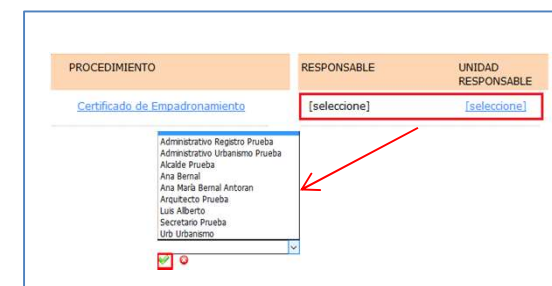 PROCEDIMIENTO RESPONSABLE UNIDAD
RESPONSABLE
Certificado de Empadronamiento [seleccione] [seleccione]
Administrativo Registro Prueba
Administrativo Urbanismo Prueba
Alcalde Prueba
Ana Bernal
Ana Marìa Bernal Antoran
Arquitecto Prueba
Luis Alberto
Secretario Prueba
Urb Urbanismo